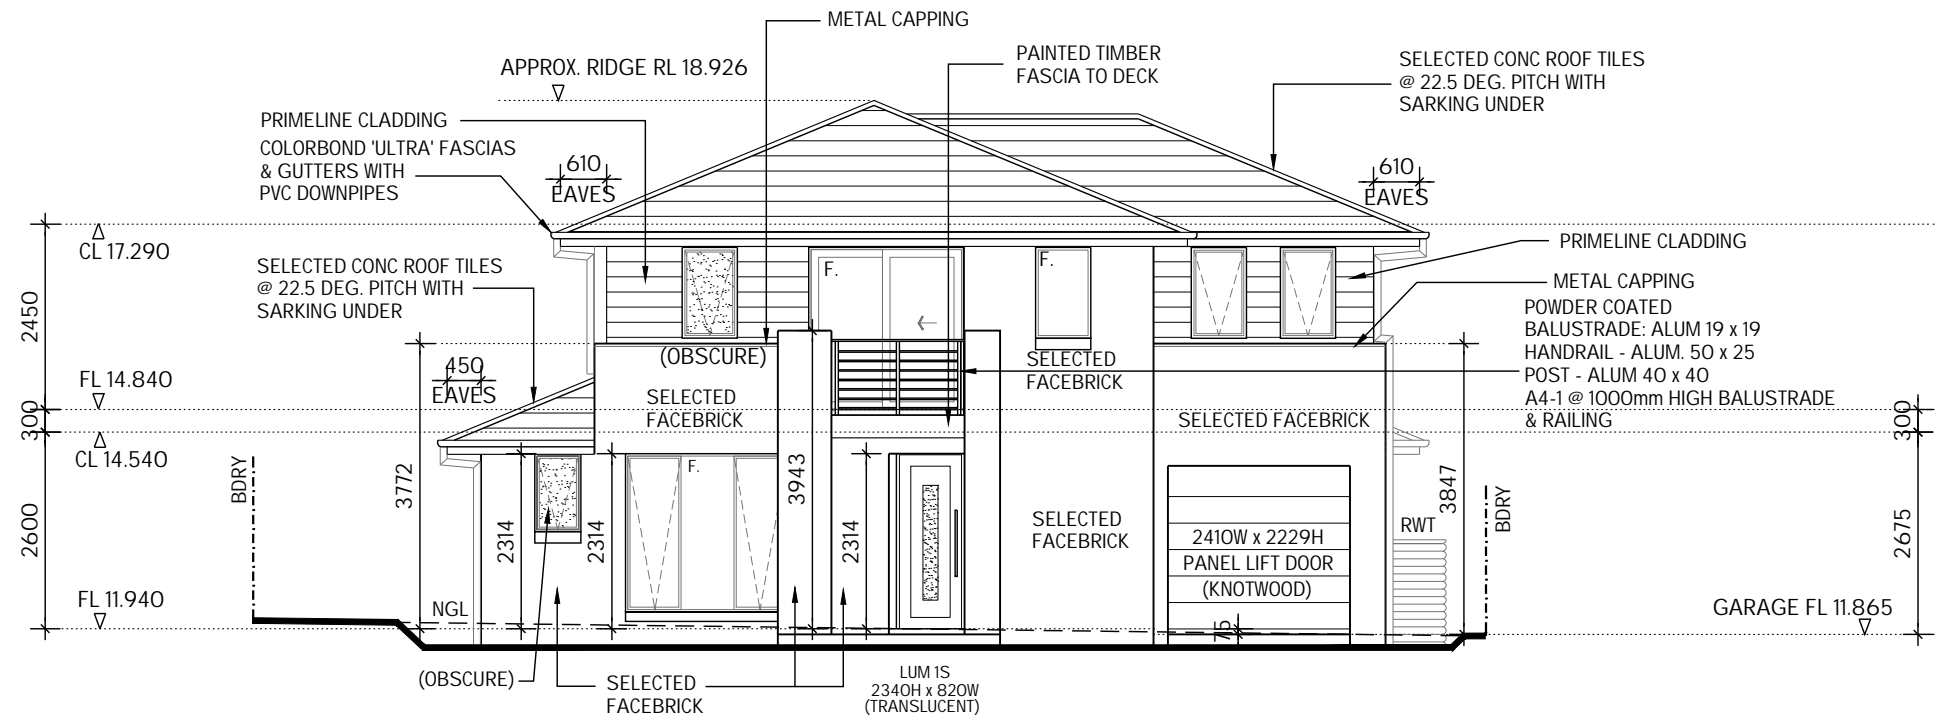 METAL CAPPING
APPROX. RIDGE RL 18.926
PAINTED TIMBER
FASCIA TO DECK
SELECTED CONC ROOF TILES
@ 22.5 DEG. PITCH WITH
SARKING UNDER
PRIMELINE CLADDING
COLORBOND 'ULTRA' FASCIAS
& GUTTERS WITH
PVC DOWNPIPES
610
EAVES
610
EAVES
CL 17.290
SELECTED CONC ROOF TILES
@ 22.5 DEG. PITCH WITH
SARKING UNDER
F.
F.
PRIMELINE CLADDING
METAL CAPPING
POWDER COATED
BALUSTRADE: ALUM 19 x 19
HANDRAIL - ALUM. 50 x 25
POST - ALUM 40 x 40
A4-1 @ 1000mm HIGH BALUSTRADE
& RAILING
2450
(OBSCURE)
SELECTED
FACEBRICK
450
EAVES
FL 14.840
SELECTED
FACEBRICK
SELECTED FACEBRICK
300
300
CL 14.540
BDRY
3772
2314
2314
F.
3943
2314
SELECTED
FACEBRICK
2410W x 2229H
PANEL LIFT DOOR
(KNOTWOOD)
3847
RWT
BDRY
2600
2675
FL 11.940
NGL
75
GARAGE FL 11.865
(OBSCURE)
SELECTED
FACEBRICK
LUM 1S
2340H x 820W
(TRANSLUCENT)